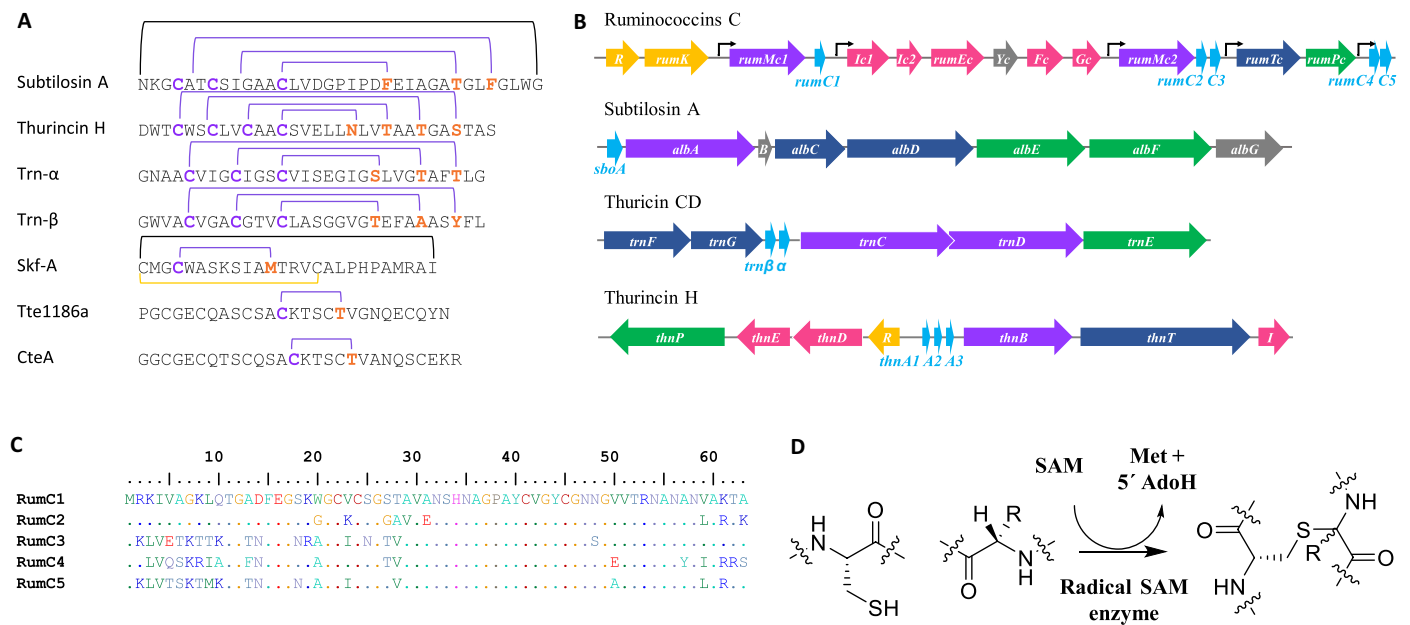 A
Subtilosin A
NKGCATCSIGAACLVDGPIPDFEIAGATGLFGLWG
Thurincin H
DWTCWSCLVCAACSVELLNLVTAATGASTAS
Trn-α
GNAACVIGCIGSCVISEGIGSLVGTAFTLG
Trn-β
GWVACVGACGTVCLASGGVGTEFAAASYFL
Skf-A
CMGCWASKSIAMTRVCALPHPAMRAI
Tte1186a
PGCGECQASCSACKTSCTVGNQECQYN
CteA
GGCGECQTSCQSACKTSCTVANQSCEKR
B
Ruminococcins C
R rumK rumMc1 Ic1 Ic2 rumEc Yc Fc Gc rumMc2 rumTc rumPc
rumC1 rumC2 C3 rumC4 C5
Subtilosin A
albA B albC albD albE albF albG
sboA
Thuricin CD
trnF trnG trnC trnD trnE
trnβ α
Thurincin H
thnP thnE thnD R thnB thnT I
thnA1 A2 A3
C
10 20 30 40 50 60
RumC1 MRKIVAGKLQTGADFEGSKWGCVCSGSTAVANSHNAGPAYCVGYCGNNGVVTRNANANVAKTA
RumC2 ...................G..K...GAV.E...........................L.R.K
RumC3 .KLVETKTTK..TN...NR.A..I.N.TV..................S...............
RumC4 ..LVQSKRIA..FN.....A..I...TV.....................E......Y.I.RRS
RumC5 .KLVTSKTMK..TN..N..A..I....V.....................A........L.R..
D
SAM
Met +
5´ AdoH
Radical SAM
enzyme
H
N
O
SH
H
R
O
N
H
O
HN
S
R
NH
O